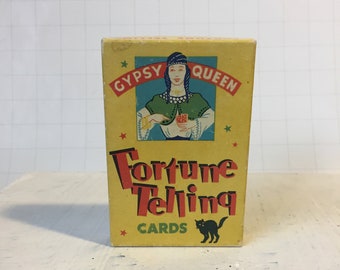 GYPSY QUEEN
Fortune
Telling
CARDS